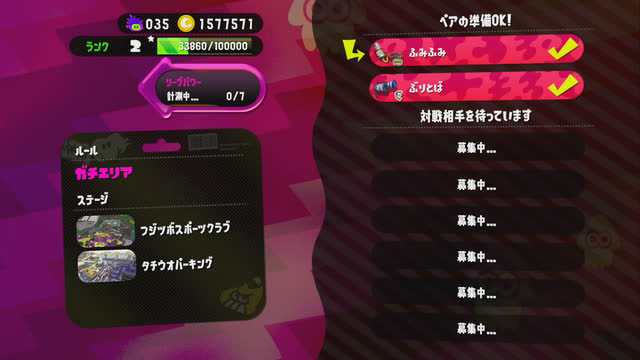 035 1577571
ランク 2 33860/100000
リーグパワー
計測中... 0/7
ルール
ガチエリア
ステージ
フジツボスポーツクラブ
タチウオパーキング
ペアの準備OK!
ふみふみ
ぶりとば
対戦相手を待っています
募集中...
募集中...
募集中...
募集中...
募集中...
募集中...